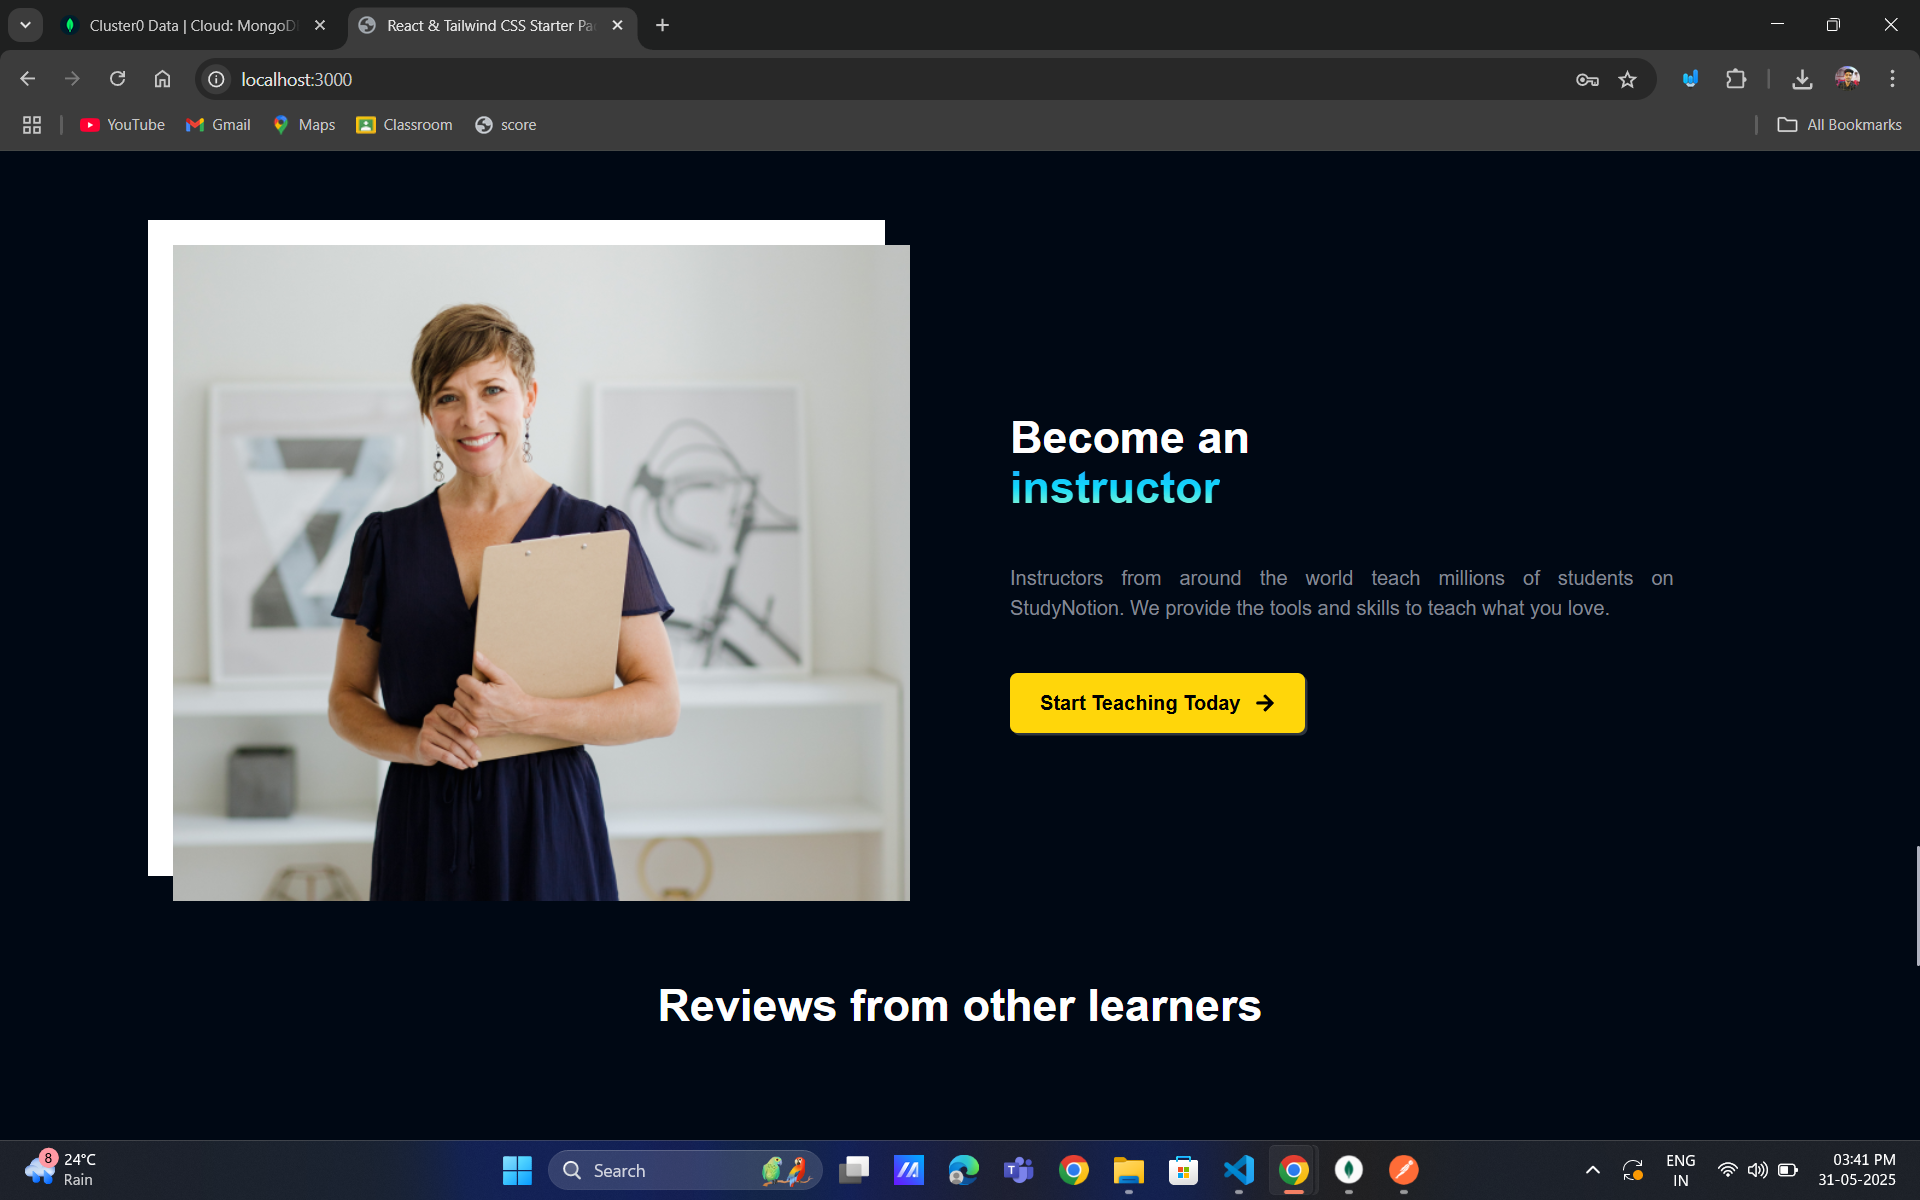 Cluster0 Data | Cloud: MongoD
React & Tailwind CSS Starter Pa
localhost:3000
YouTube
Gmail
Maps
Classroom
score
All Bookmarks
Become an
instructor
Instructors from around the world teach millions of students on
StudyNotion. We provide the tools and skills to teach what you love.
Start Teaching Today
Reviews from other learners
8
24°C
Rain
Search
ENG
IN
03:41 PM
31-05-2025